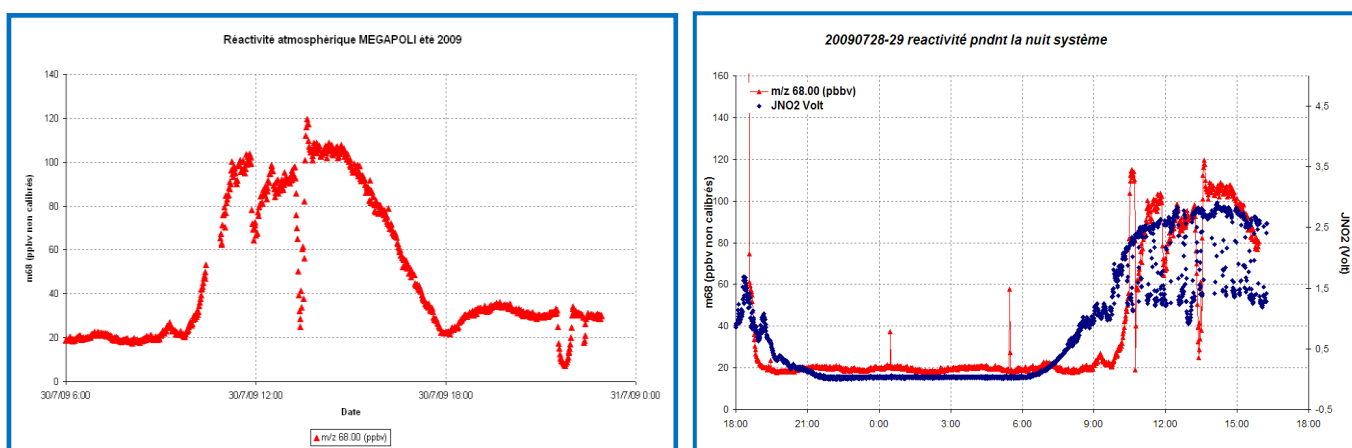 Réactivité atmosphérique MEGAPOLI été 2009
140
120
100
80
60
40
20
0
m68 (ppbv non calibrés)
30/7/09 6:00 30/7/09 12:00 30/7/09 18:00 31/7/09 0:00
Date
m/z 68.00 (ppbv)
20090728-29 reactivité pndnt la nuit système
m/z 68.00 (pbbv)
JNO2 Volt
160
140
120
100
80
60
40
20
0
m68 (ppbv non calibrés)
4,5
3,5
2,5
1,5
0,5
-0,5
JNO2 (Volt)
18:00 21:00 0:00 3:00 6:00 9:00 12:00 15:00 18:00